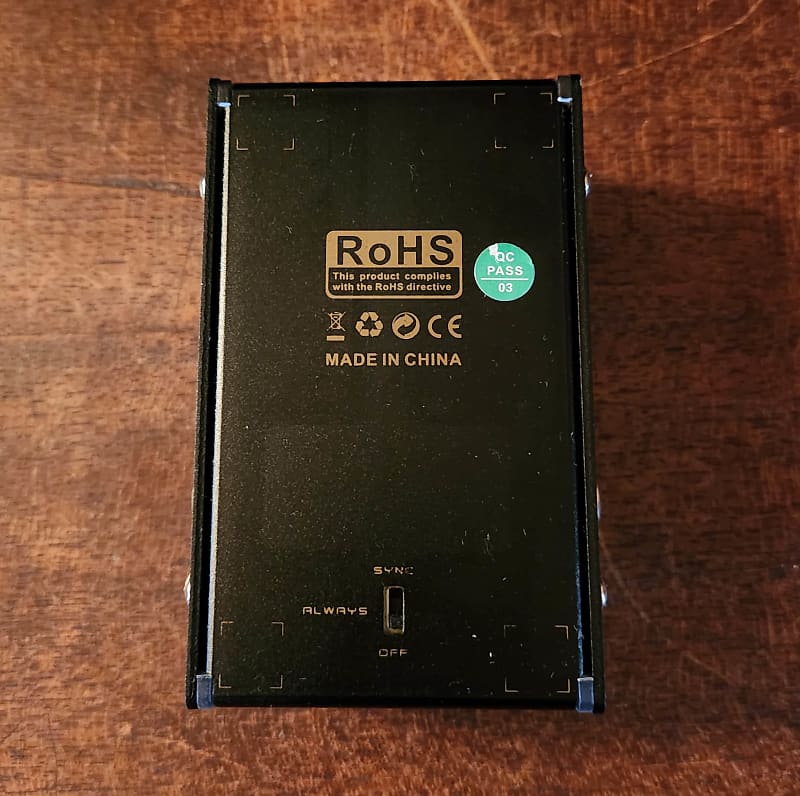 RoHS
This product complies
with the RoHS directive
QC
PASS
03
CE
MADE IN CHINA
SYNC
ALWAYS
OFF